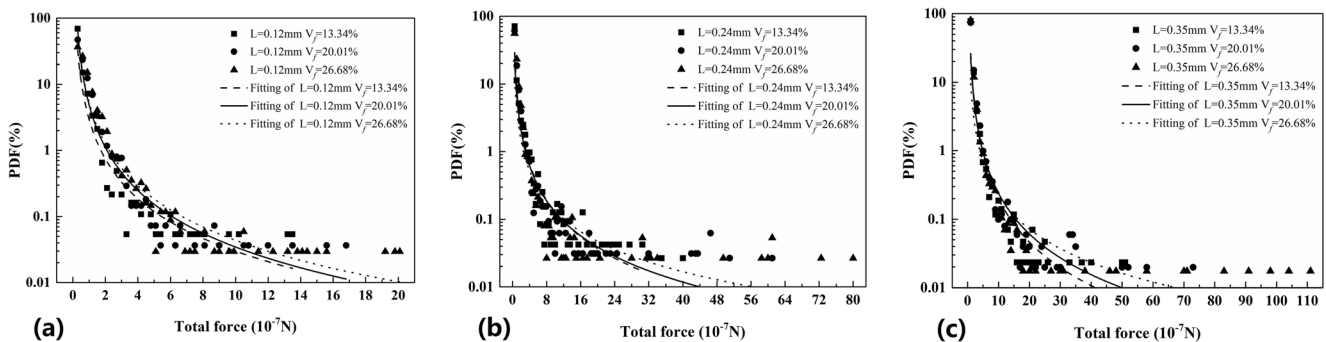 100
10
1
0.1
0.01
PDF(%)
L=0.12mm V_f=13.34%
L=0.12mm V_f=20.01%
L=0.12mm V_f=26.68%
Fitting of L=0.12mm V_f=13.34%
Fitting of L=0.12mm V_f=20.01%
Fitting of L=0.12mm V_f=26.68%
0 2 4 6 8 10 12 14 16 18 20
Total force (10⁻⁷N)
(a)
100
10
1
0.1
0.01
PDF(%)
L=0.24mm V_f=13.34%
L=0.24mm V_f=20.01%
L=0.24mm V_f=26.68%
Fitting of L=0.24mm V_f=13.34%
Fitting of L=0.24mm V_f=20.01%
Fitting of L=0.24mm V_f=26.68%
0 8 16 24 32 40 48 56 64 72 80
Total force (10⁻⁷N)
(b)
100
10
1
0.1
0.01
PDF(%)
L=0.35mm V_f=13.34%
L=0.35mm V_f=20.01%
L=0.35mm V_f=26.68%
Fitting of L=0.35mm V_f=13.34%
Fitting of L=0.35mm V_f=20.01%
Fitting of L=0.35mm V_f=26.68%
0 10 20 30 40 50 60 70 80 90 100 110
Total force (10⁻⁷N)
(c)